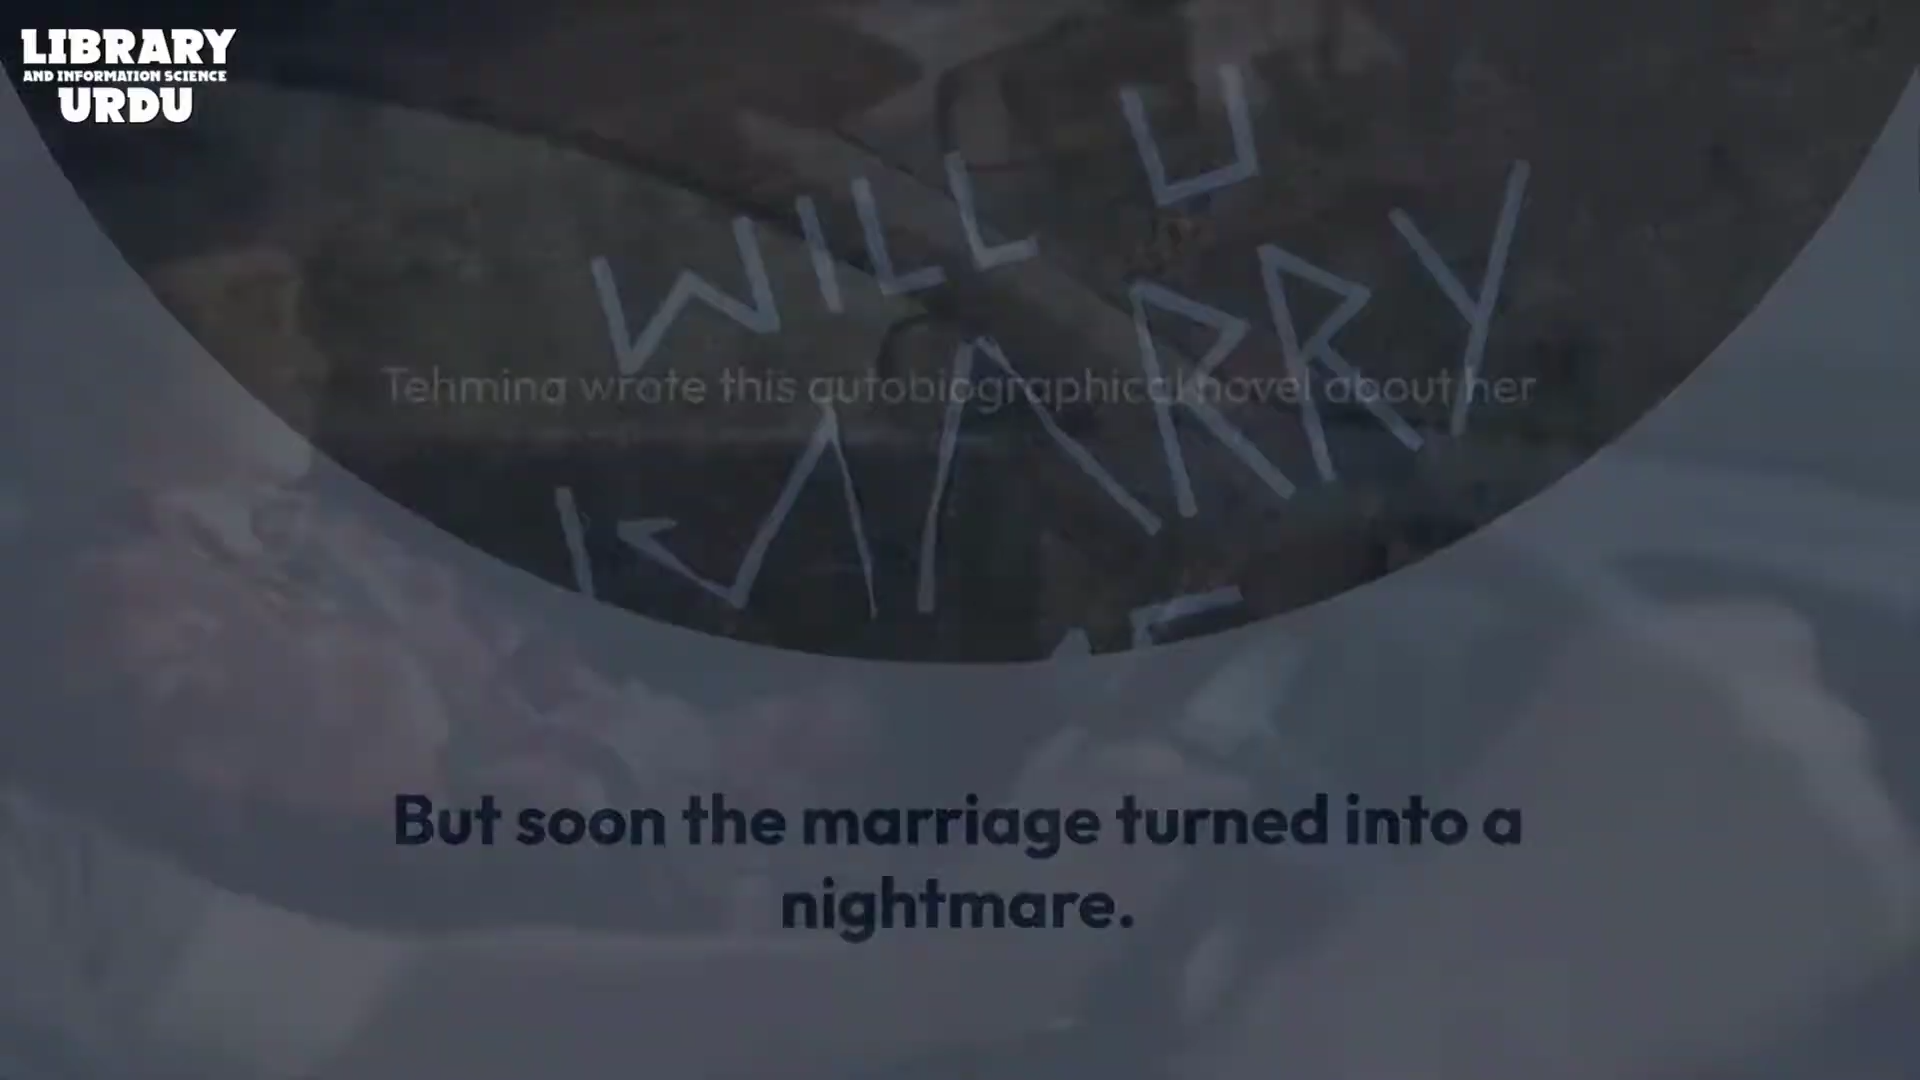 LIBRARY
AND INFORMATION SCIENCE
URDU
WILL U
MARRY
Tehmina wrote this autobiographical novel about her
But soon the marriage turned into a
nightmare.